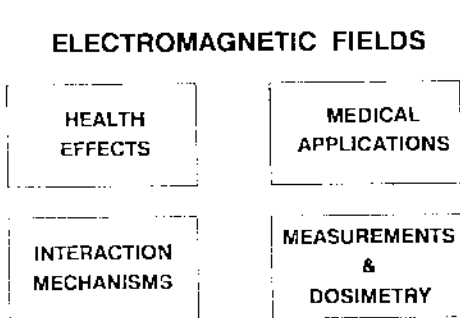 ELECTROMAGNETIC FIELDS
HEALTH
EFFECTS
MEDICAL
APPLICATIONS
INTERACTION
MECHANISMS
MEASUREMENTS
&
DOSIMETRY